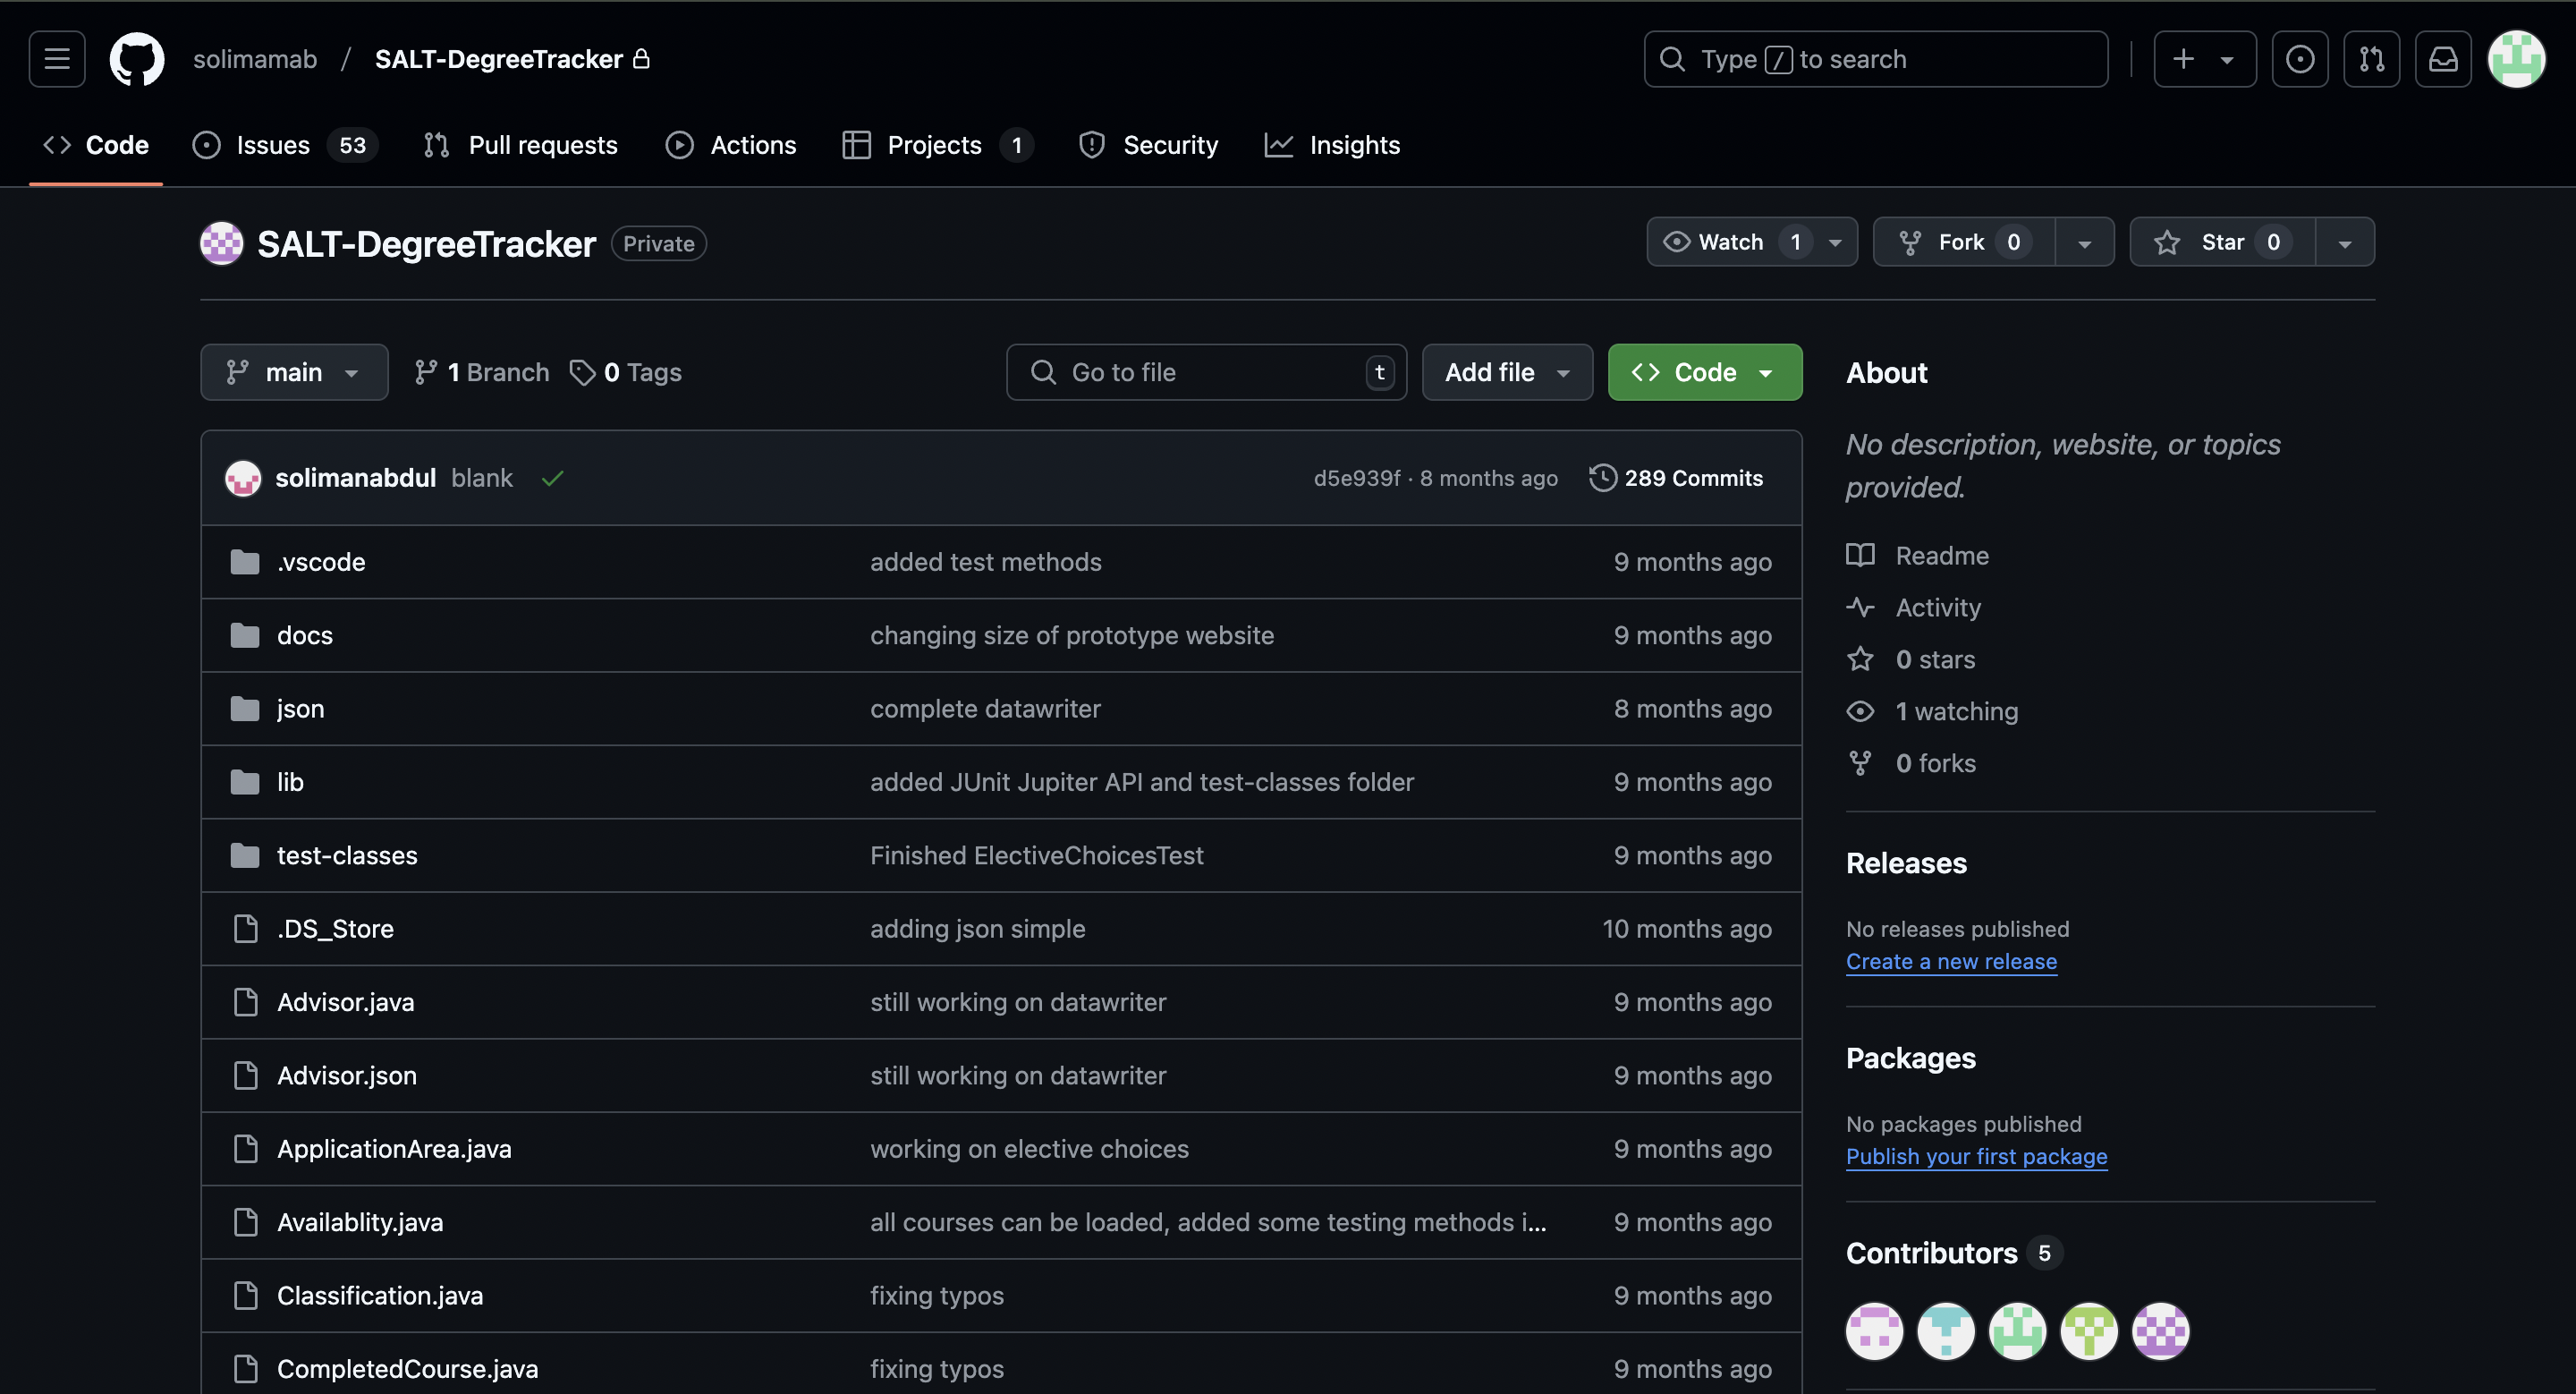 solimamab / SALT-DegreeTracker
Type / to search
Code
Issues 53
Pull requests
Actions
Projects 1
Security
Insights
SALT-DegreeTracker Private
Watch 1
Fork 0
Star 0
main
1 Branch
0 Tags
Go to file t
Add file
Code
solimanabdul blank
d5e939f · 8 months ago
289 Commits
.vscode added test methods 9 months ago
docs changing size of prototype website 9 months ago
json complete datawriter 8 months ago
lib added JUnit Jupiter API and test-classes folder 9 months ago
test-classes Finished ElectiveChoicesTest 9 months ago
.DS_Store adding json simple 10 months ago
Advisor.java still working on datawriter 9 months ago
Advisor.json still working on datawriter 9 months ago
ApplicationArea.java working on elective choices 9 months ago
Availablity.java all courses can be loaded, added some testing methods i... 9 months ago
Classification.java fixing typos 9 months ago
CompletedCourse.java fixing typos 9 months ago
About
No description, website, or topics
provided.
Readme
Activity
0 stars
1 watching
0 forks
Releases
No releases published
Create a new release
Packages
No packages published
Publish your first package
Contributors 5